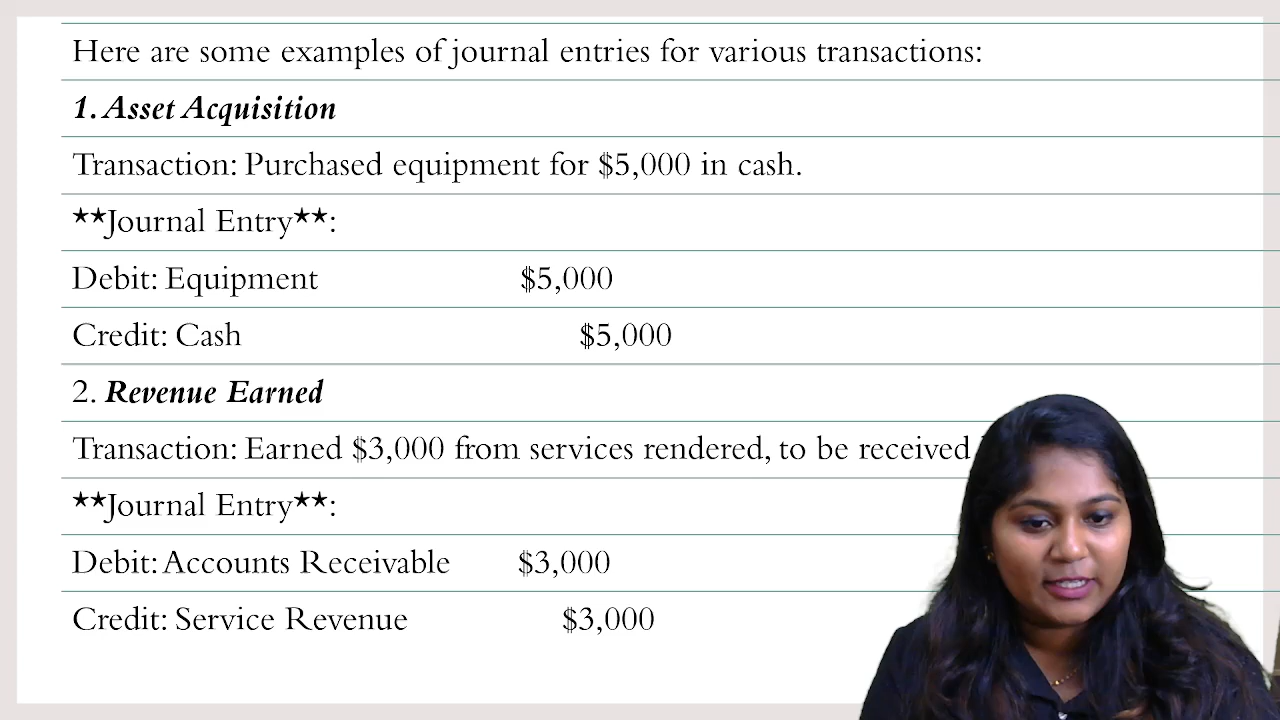 Here are some examples of journal entries for various transactions:
1. Asset Acquisition
Transaction: Purchased equipment for $5,000 in cash.
**Journal Entry**:
Debit: Equipment $5,000
Credit: Cash $5,000
2. Revenue Earned
Transaction: Earned $3,000 from services rendered, to be received
**Journal Entry**:
Debit: Accounts Receivable $3,000
Credit: Service Revenue $3,000